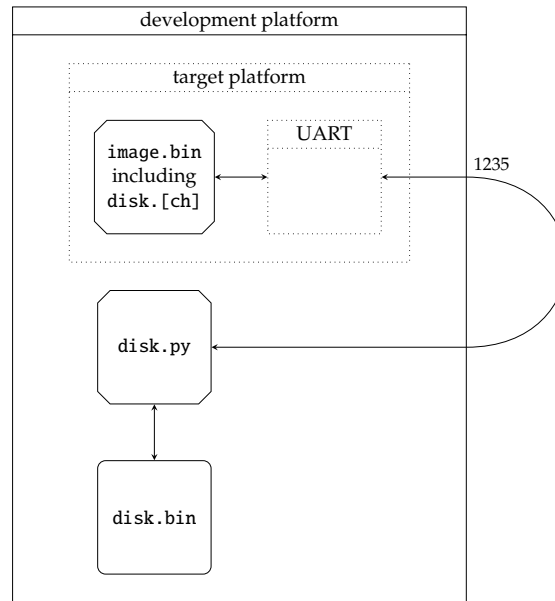 development platform
target platform
image.bin
including
disk.[ch]
UART
1235
disk.py
disk.bin